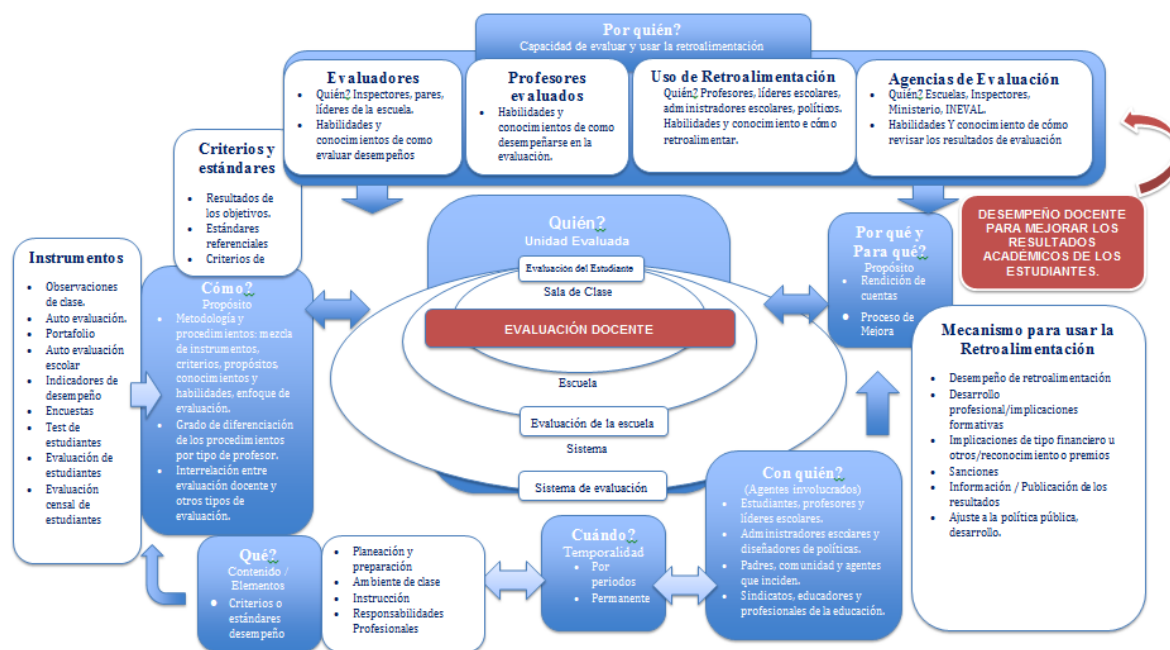 Por quién?
Capacidad de evaluar y usar la retroalimentación
Evaluadores
• Quién? Inspectores, pares,
líderes de la escuela.
• Habilidades y
conocimientos de como
evaluar desempeños
Profesores
evaluados
• Habilidades y
conocimientos de como
desempeñarse en la
evaluación.
Uso de Retroalimentación
Quién? Profesores, líderes escolares,
administradores escolares, políticos.
Habilidades y conocimiento e cómo
retroalimentar.
Agencias de Evaluación
• Quién? Escuelas, Inspectores,
Ministerio, INEVAL.
• Habilidades Y conocimiento de cómo
revisar los resultados de evaluación
Criterios y
estándares
• Resultados de
los objetivos.
• Estándares
referenciales
• Criterios de
Instrumentos
• Observaciones
de clase.
• Auto evaluación.
• Portafolio
• Auto evaluación
escolar
• Indicadores de
desempeño
• Encuestas
• Test de
estudiantes
• Evaluación de
estudiantes
• Evaluación
censal de
estudiantes
Cómo?
Propósito
• Metodología y
procedimientos: mezcla
de instrumentos,
criterios, propósitos,
conocimientos y
habilidades, enfoque de
evaluación.
• Grado de diferenciación
de los procedimientos
por tipo de profesor.
• Interrelación entre
evaluación docente y
otros tipos de
evaluación.
Quién?
Unidad Evaluada
Evaluación del Estudiante
Sala de Clase
EVALUACIÓN DOCENTE
Escuela
Evaluación de la escuela
Sistema
Sistema de evaluación
Por qué y
Para qué?
Propósito
• Rendición de
cuentas
• Proceso de
Mejora
DESEMPEÑO DOCENTE
PARA MEJORAR LOS
RESULTADOS
ACADÉMICOS DE LOS
ESTUDIANTES.
Mecanismo para usar la
Retroalimentación
• Desempeño de retroalimentación
• Desarrollo
profesional/implicaciones
formativas
• Implicaciones de tipo financiero u
otros/reconocimiento o premios
• Sanciones
• Información / Publicación de los
resultados
• Ajuste a la política pública,
desarrollo.
Qué?
Contenido /
Elementos
• Criterios o
estándares
desempeño
• Planeación y
preparación
• Ambiente de clase
• Instrucción
• Responsabilidades
Profesionales
Cuándo?
Temporalidad
• Por
periodos
• Permanente
Con quién?
(Agentes involucrados)
• Estudiantes, profesores y
líderes escolares.
• Administradores escolares y
diseñadores de políticas.
• Padres, comunidad y agentes
que inciden.
• Sindicatos, educadores y
profesionales de la educación.